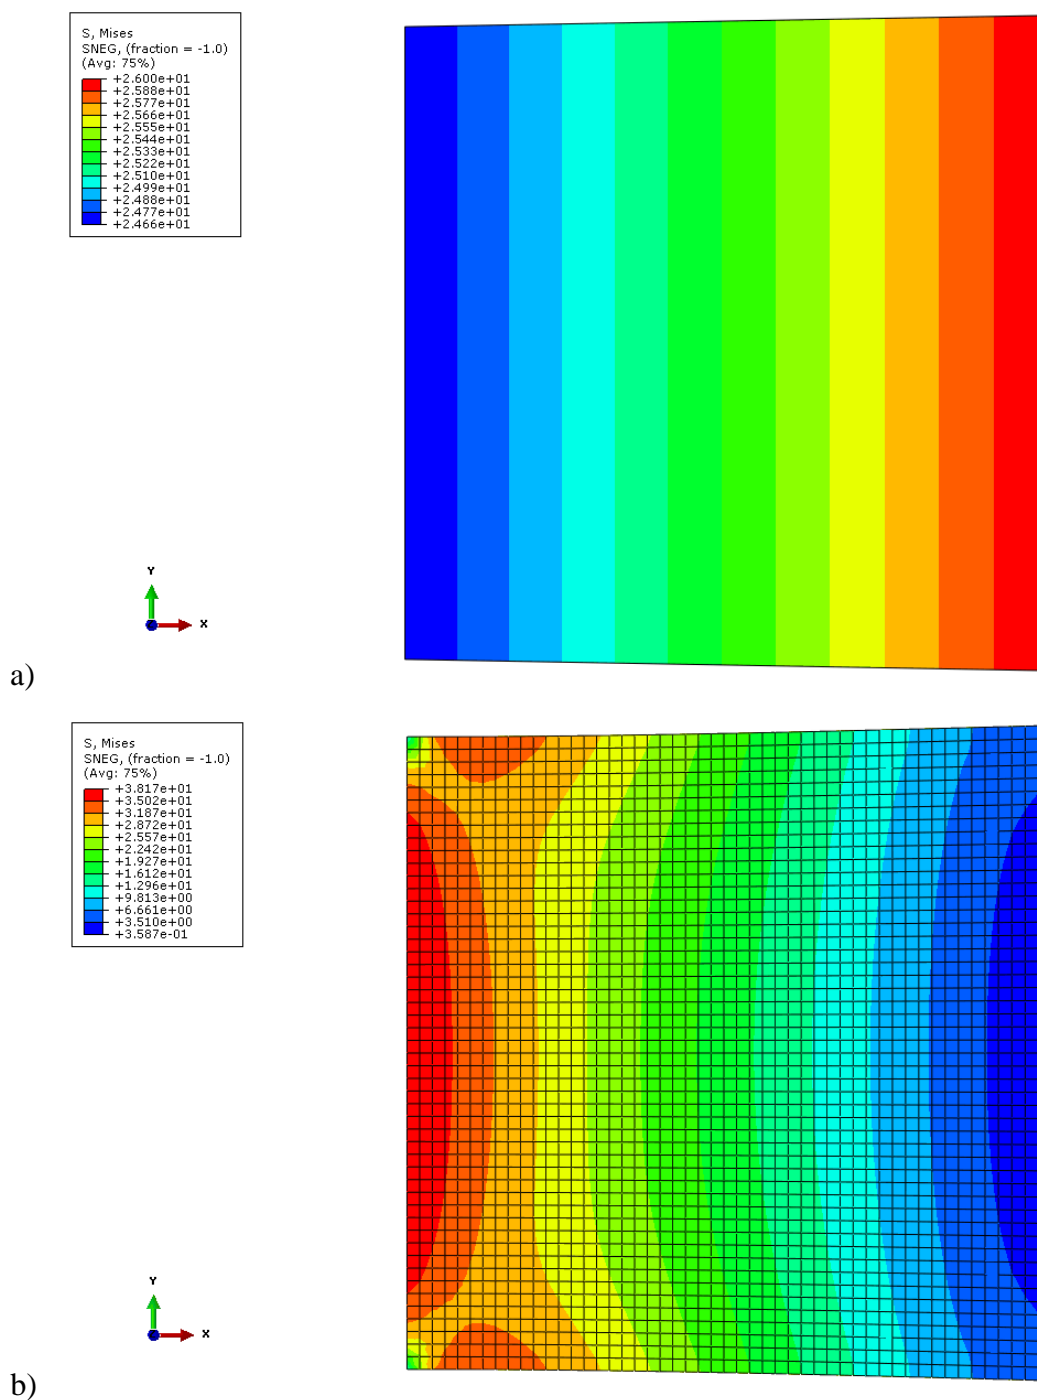 S, Mises
SNEG, (fraction = -1.0)
(Avg: 75%)
+2.600e+01
+2.588e+01
+2.577e+01
+2.566e+01
+2.555e+01
+2.544e+01
+2.533e+01
+2.522e+01
+2.510e+01
+2.499e+01
+2.488e+01
+2.477e+01
+2.466e+01
Y
X
a)
S, Mises
SNEG, (fraction = -1.0)
(Avg: 75%)
+3.817e+01
+3.502e+01
+3.187e+01
+2.872e+01
+2.557e+01
+2.242e+01
+1.927e+01
+1.612e+01
+1.296e+01
+9.813e+00
+6.661e+00
+3.510e+00
+3.587e-01
Y
X
b)